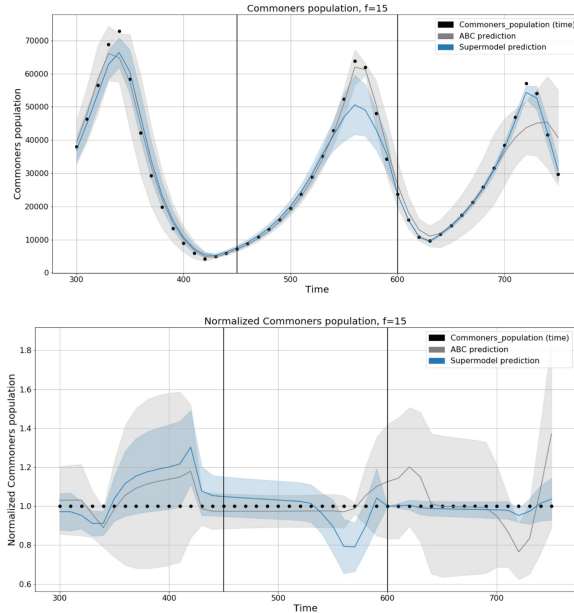 Commoners population, f=15
Commoners_population (time)
ABC prediction
Supermodel prediction
Commoners population
70000
60000
50000
40000
30000
20000
10000
0
300
400
500
600
700
Time
Normalized Commoners population, f=15
Commoners_population (time)
ABC prediction
Supermodel prediction
Normalized Commoners population
1.8
1.6
1.4
1.2
1.0
0.8
0.6
300
400
500
600
700
Time